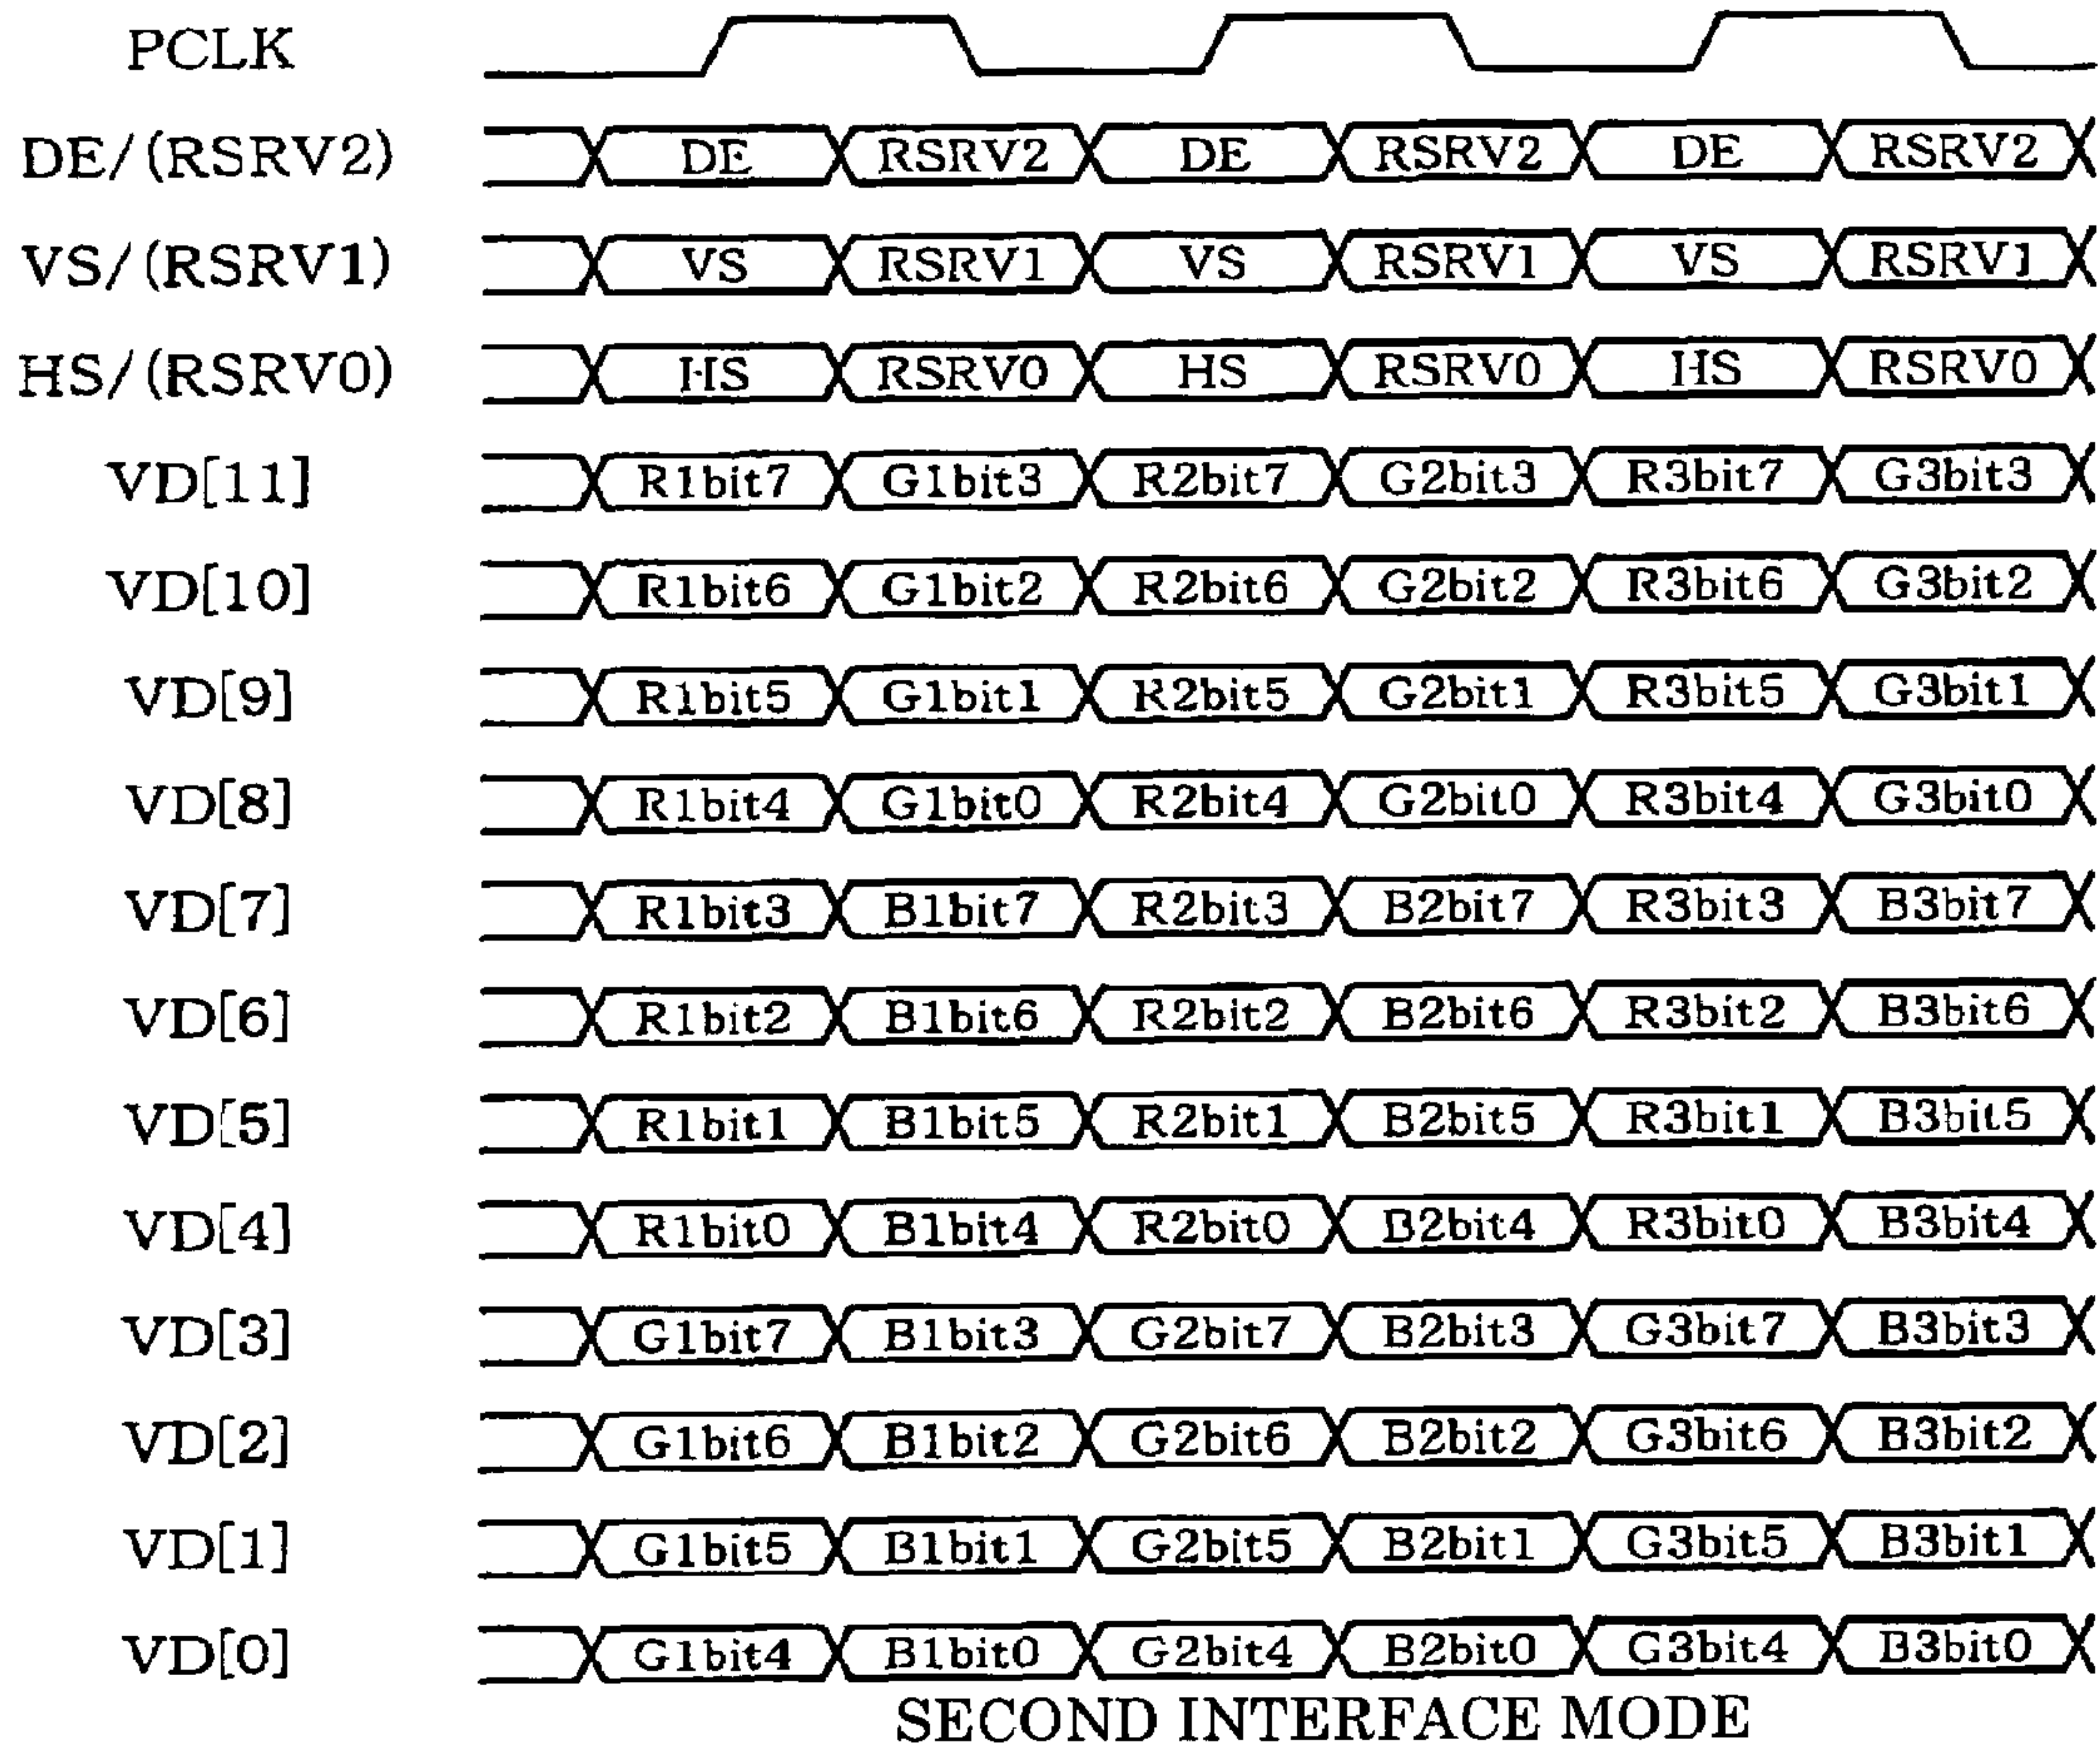 PCLK
DE/(RSRV2) DE RSRV2 DE RSRV2 DE RSRV2
VS/(RSRV1) VS RSRV1 VS RSRV1 VS RSRV1
HS/(RSRV0) HS RSRV0 HS RSRV0 HS RSRV0
VD[11] R1bit7 G1bit3 R2bit7 G2bit3 R3bit7 G3bit3
VD[10] R1bit6 G1bit2 R2bit6 G2bit2 R3bit6 G3bit2
VD[9] R1bit5 G1bit1 R2bit5 G2bit1 R3bit5 G3bit1
VD[8] R1bit4 G1bit0 R2bit4 G2bit0 R3bit4 G3bit0
VD[7] R1bit3 B1bit7 R2bit3 B2bit7 R3bit3 B3bit7
VD[6] R1bit2 B1bit6 R2bit2 B2bit6 R3bit2 B3bit6
VD[5] R1bit1 B1bit5 R2bit1 B2bit5 R3bit1 B3bit5
VD[4] R1bit0 B1bit4 R2bit0 B2bit4 R3bit0 B3bit4
VD[3] G1bit7 B1bit3 G2bit7 B2bit3 G3bit7 B3bit3
VD[2] G1bit6 B1bit2 G2bit6 B2bit2 G3bit6 B3bit2
VD[1] G1bit5 B1bit1 G2bit5 B2bit1 G3bit5 B3bit1
VD[0] G1bit4 B1bit0 G2bit4 B2bit0 G3bit4 B3bit0
SECOND INTERFACE MODE